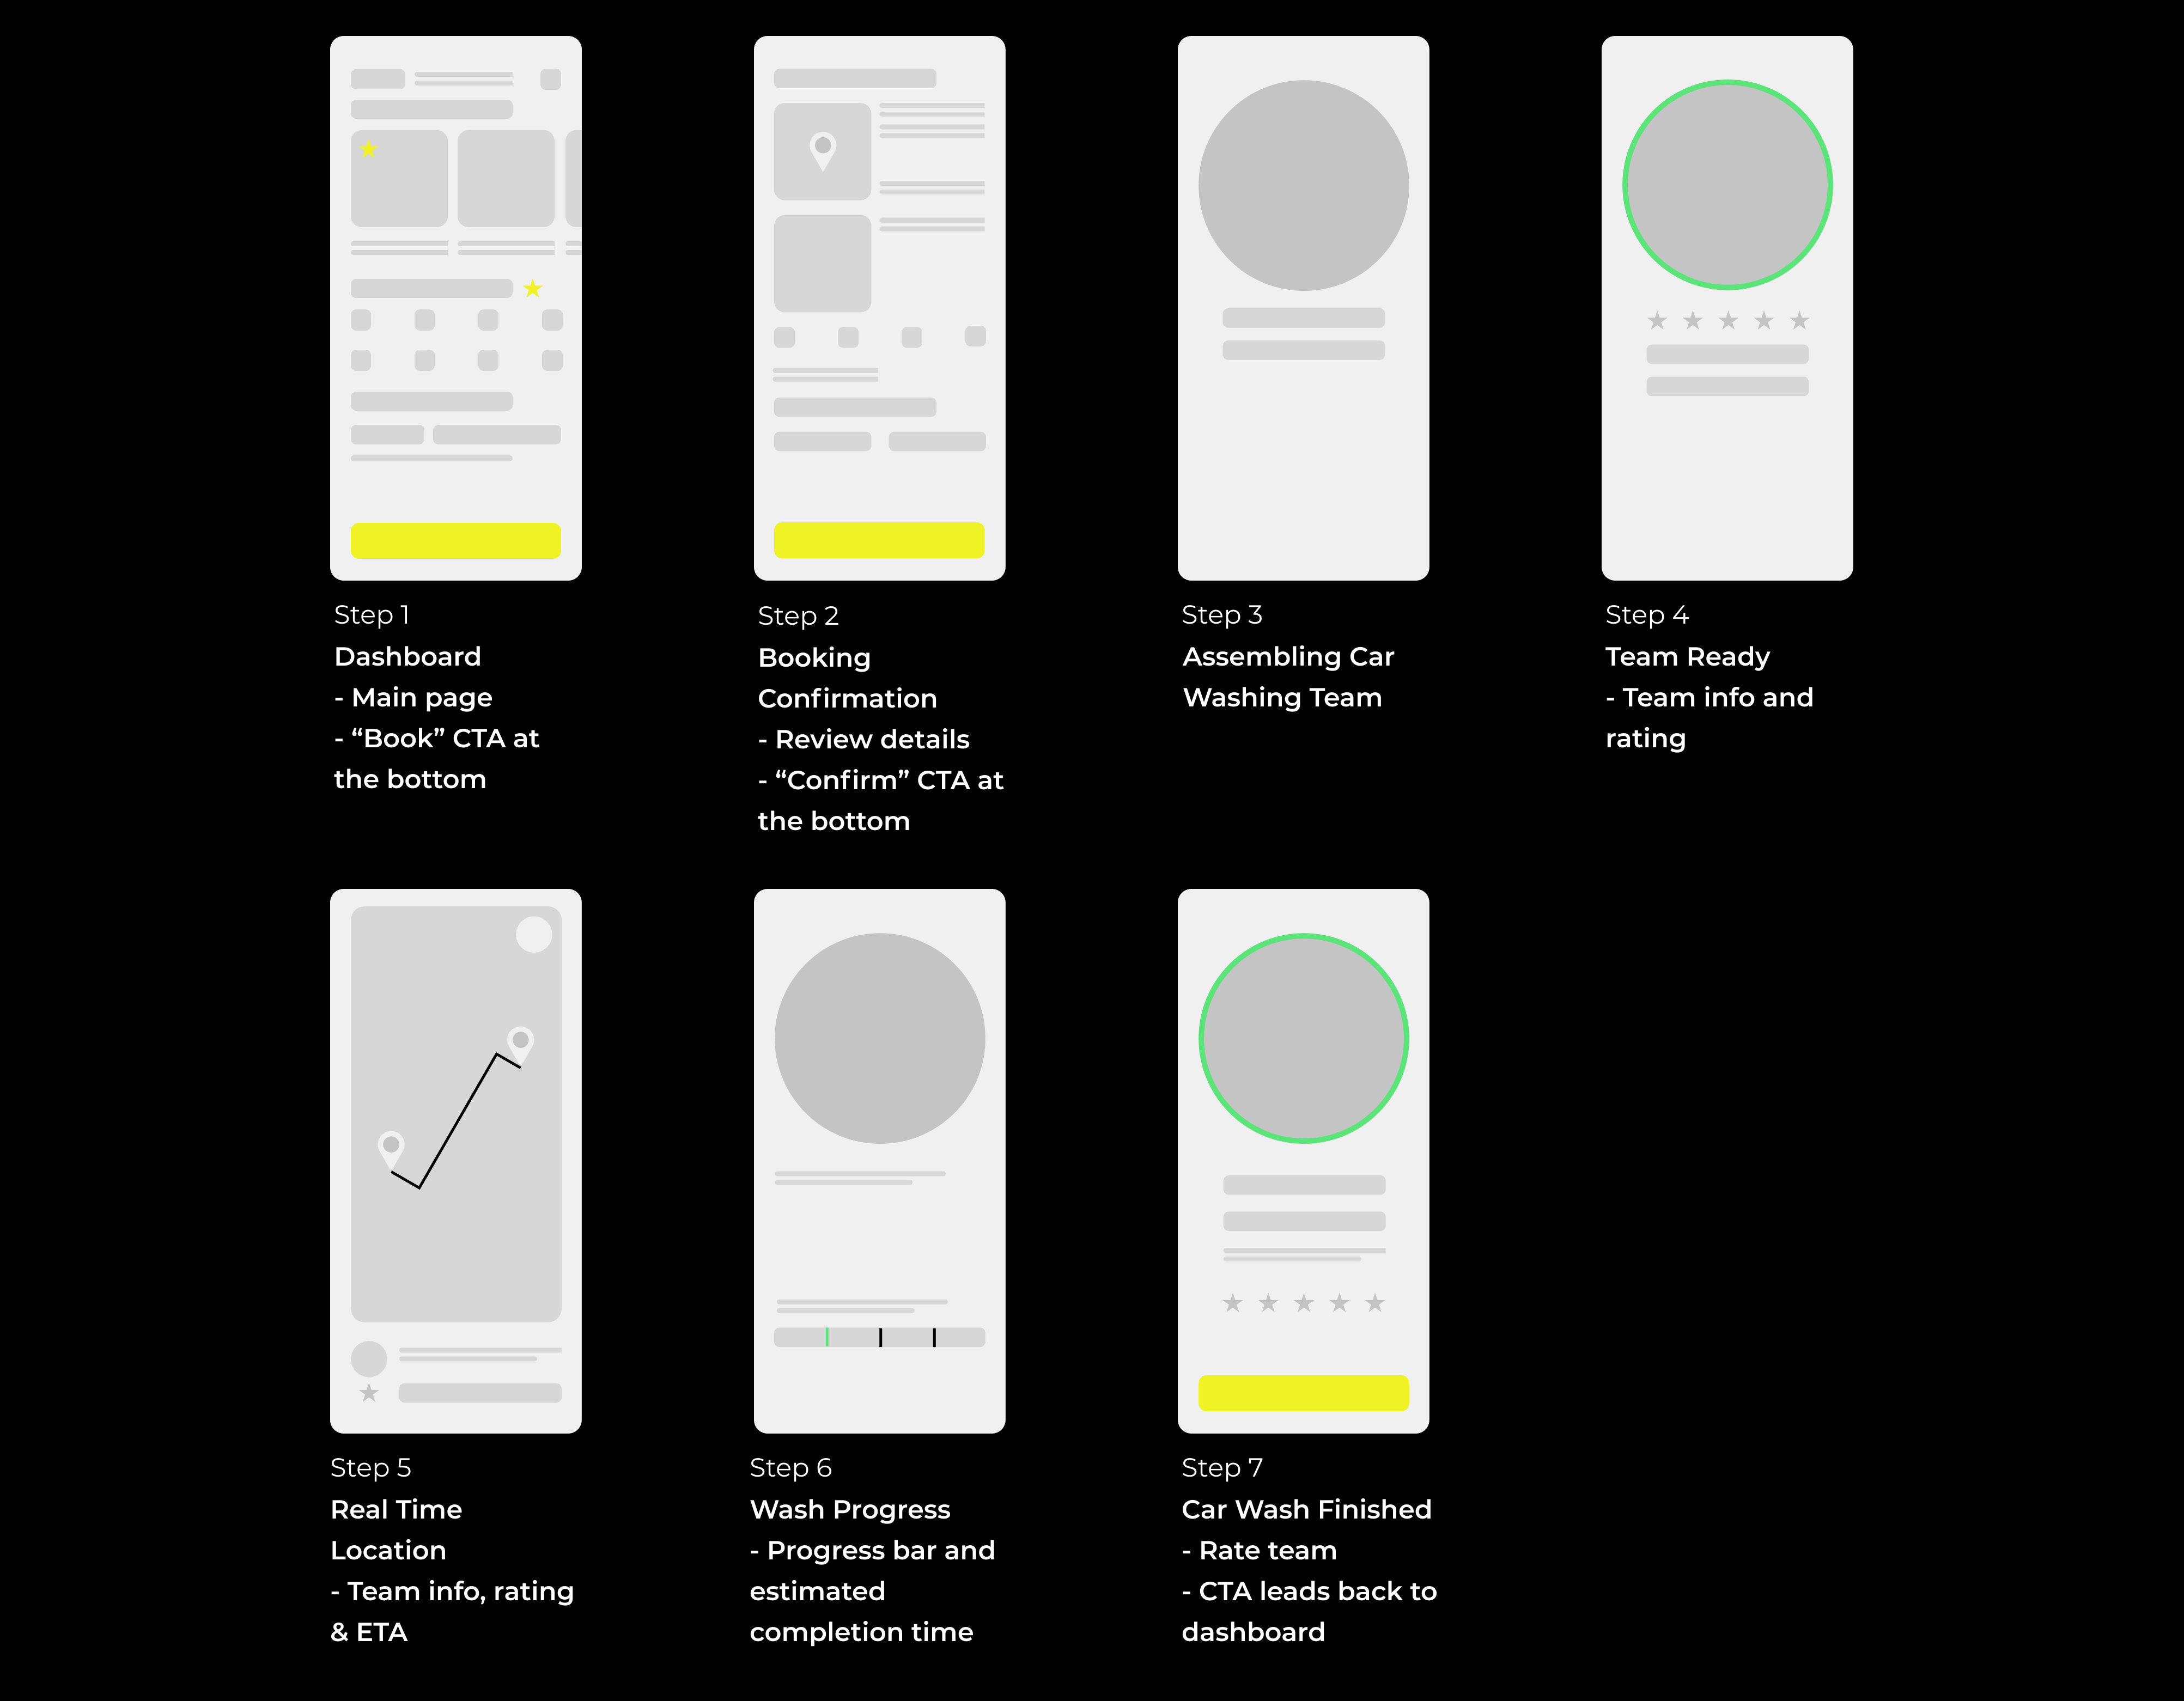 Step 1
Dashboard
- Main page
- “Book” CTA at
the bottom
Step 2
Booking
Confirmation
- Review details
- “Confirm” CTA at
the bottom
Step 3
Assembling Car
Washing Team
Step 4
Team Ready
- Team info and
rating
Step 5
Real Time
Location
- Team info, rating
& ETA
Step 6
Wash Progress
- Progress bar and
estimated
completion time
Step 7
Car Wash Finished
- Rate team
- CTA leads back to
dashboard